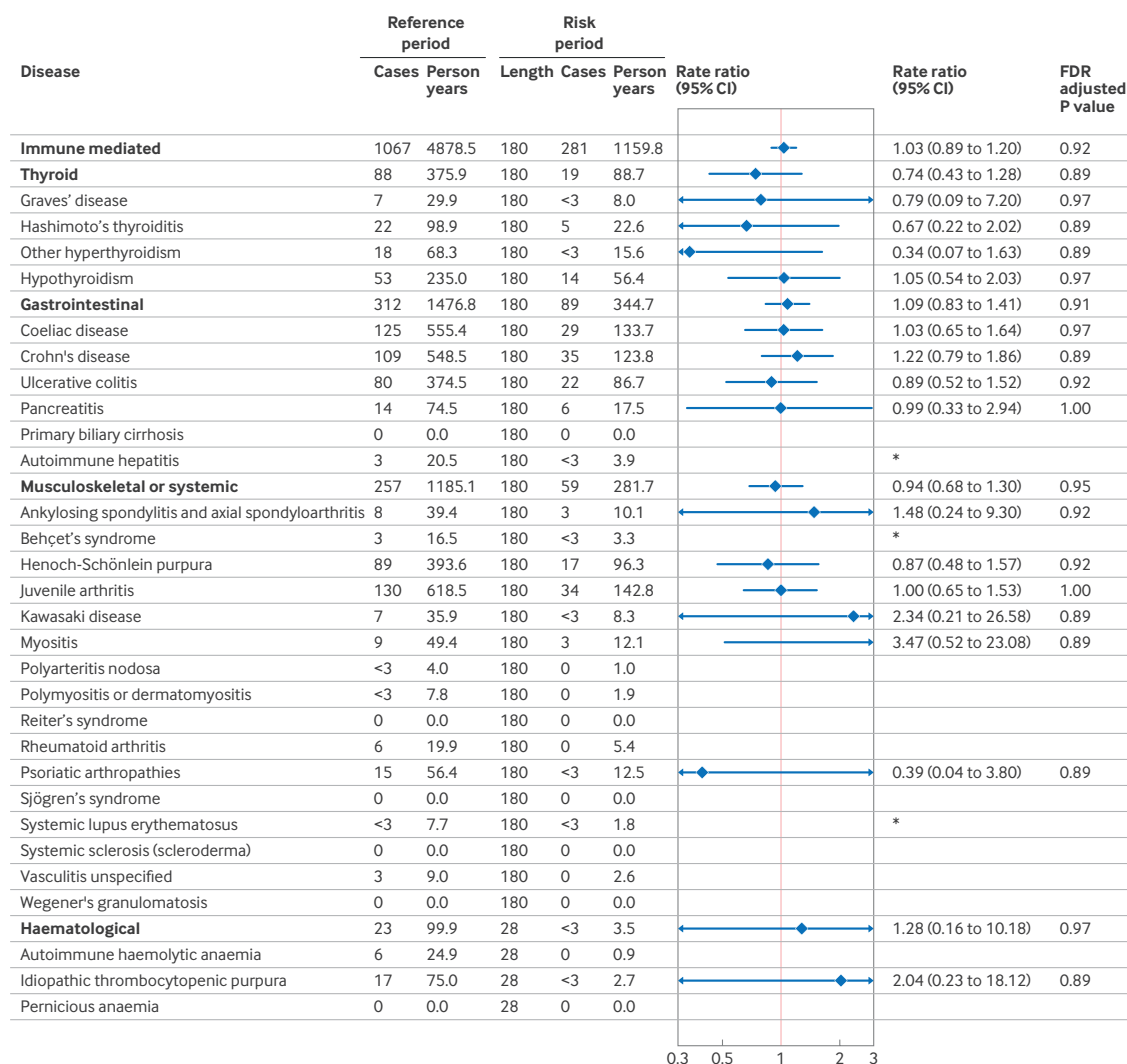 Reference period
Risk period
Disease Cases Person years Length Cases Person years Rate ratio (95% CI) Rate ratio (95% CI) FDR adjusted P value
Immune mediated 1067 4878.5 180 281 1159.8 1.03 (0.89 to 1.20) 0.92
Thyroid 88 375.9 180 19 88.7 0.74 (0.43 to 1.28) 0.89
Graves' disease 7 29.9 180 <3 8.0 0.79 (0.09 to 7.20) 0.97
Hashimoto's thyroiditis 22 98.9 180 5 22.6 0.67 (0.22 to 2.02) 0.89
Other hyperthyroidism 18 68.3 180 <3 15.6 0.34 (0.07 to 1.63) 0.89
Hypothyroidism 53 235.0 180 14 56.4 1.05 (0.54 to 2.03) 0.97
Gastrointestinal 312 1476.8 180 89 344.7 1.09 (0.83 to 1.41) 0.91
Coeliac disease 125 555.4 180 29 133.7 1.03 (0.65 to 1.64) 0.97
Crohn's disease 109 548.5 180 35 123.8 1.22 (0.79 to 1.86) 0.89
Ulcerative colitis 80 374.5 180 22 86.7 0.89 (0.52 to 1.52) 0.92
Pancreatitis 14 74.5 180 6 17.5 0.99 (0.33 to 2.94) 1.00
Primary biliary cirrhosis 0 0.0 180 0 0.0
Autoimmune hepatitis 3 20.5 180 <3 3.9 *
Musculoskeletal or systemic 257 1185.1 180 59 281.7 0.94 (0.68 to 1.30) 0.95
Ankylosing spondylitis and axial spondyloarthritis 8 39.4 180 3 10.1 1.48 (0.24 to 9.30) 0.92
Behçet's syndrome 3 16.5 180 <3 3.3 *
Henoch-Schönlein purpura 89 393.6 180 17 96.3 0.87 (0.48 to 1.57) 0.92
Juvenile arthritis 130 618.5 180 34 142.8 1.00 (0.65 to 1.53) 1.00
Kawasaki disease 7 35.9 180 <3 8.3 2.34 (0.21 to 26.58) 0.89
Myositis 9 49.4 180 3 12.1 3.47 (0.52 to 23.08) 0.89
Polyarteritis nodosa <3 4.0 180 0 1.0
Polymyositis or dermatomyositis <3 7.8 180 0 1.9
Reiter's syndrome 0 0.0 180 0 0.0
Rheumatoid arthritis 6 19.9 180 0 5.4
Psoriatic arthropathies 15 56.4 180 <3 12.5 0.39 (0.04 to 3.80) 0.89
Sjögren's syndrome 0 0.0 180 0 0.0
Systemic lupus erythematosus <3 7.7 180 <3 1.8 *
Systemic sclerosis (scleroderma) 0 0.0 180 0 0.0
Vasculitis unspecified 3 9.0 180 0 2.6
Wegener's granulomatosis 0 0.0 180 0 0.0
Haematological 23 99.9 28 <3 3.5 1.28 (0.16 to 10.18) 0.97
Autoimmune haemolytic anaemia 6 24.9 28 0 0.9
Idiopathic thrombocytopenic purpura 17 75.0 28 <3 2.7 2.04 (0.23 to 18.12) 0.89
Pernicious anaemia 0 0.0 28 0 0.0
0.3 0.5 1 2 3